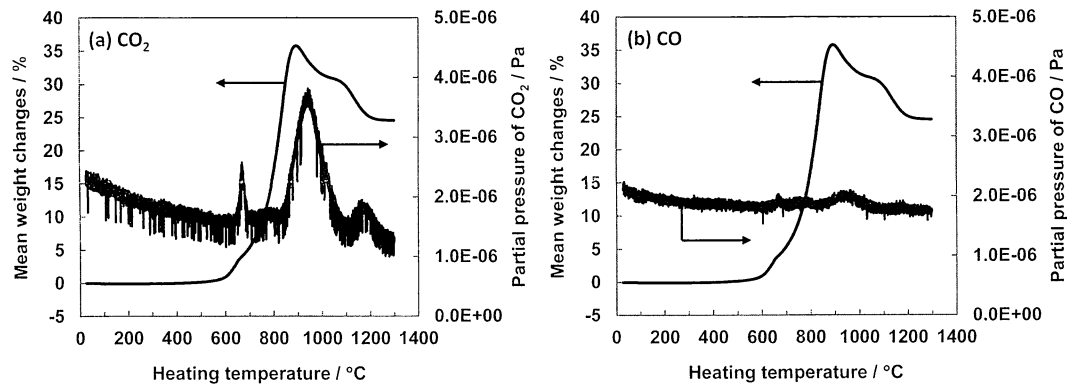 (a) CO₂
Mean weight changes / %
40
35
30
25
20
15
10
5
0
-5
5.0E-06
4.0E-06
3.0E-06
2.0E-06
1.0E-06
0.0E+00
Partial pressure of CO₂ / Pa
0 200 400 600 800 1000 1200 1400
Heating temperature / °C
(b) CO
Mean weight changes / %
40
35
30
25
20
15
10
5
0
-5
5.0E-06
4.0E-06
3.0E-06
2.0E-06
1.0E-06
0.0E+00
Partial pressure of CO / Pa
0 200 400 600 800 1000 1200 1400
Heating temperature / °C